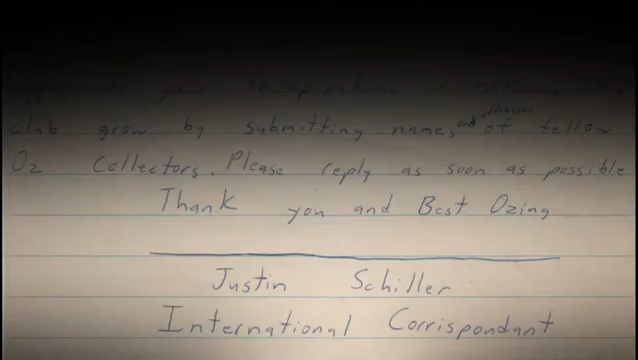 club grow by submitting names and addresses of fellow
Oz Collectors. Please reply as soon as possible
Thank you and Best Ozing
Justin Schiller
International Corrispondant